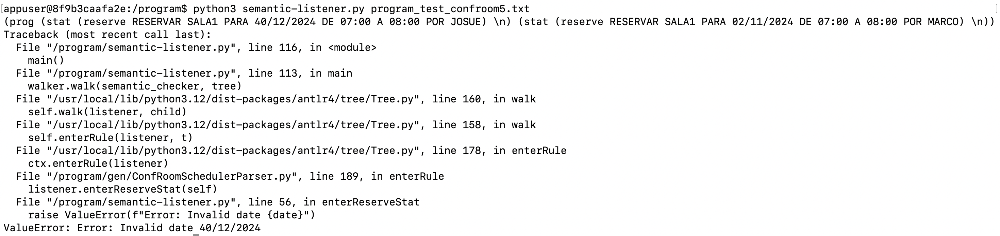 [appuser@8f9b3caafa2e:/program$ python3 semantic-listener.py program_test_confroom5.txt ]
(prog (stat (reserve RESERVAR SALA1 PARA 40/12/2024 DE 07:00 A 08:00 POR JOSUE) \n) (stat (reserve RESERVAR SALA1 PARA 02/11/2024 DE 07:00 A 08:00 POR MARCO) \n))
Traceback (most recent call last):
  File "/program/semantic-listener.py", line 116, in <module>
    main()
  File "/program/semantic-listener.py", line 113, in main
    walker.walk(semantic_checker, tree)
  File "/usr/local/lib/python3.12/dist-packages/antlr4/tree/Tree.py", line 160, in walk
    self.walk(listener, child)
  File "/usr/local/lib/python3.12/dist-packages/antlr4/tree/Tree.py", line 158, in walk
    self.enterRule(listener, t)
  File "/usr/local/lib/python3.12/dist-packages/antlr4/tree/Tree.py", line 178, in enterRule
    ctx.enterRule(listener)
  File "/program/gen/ConfRoomSchedulerParser.py", line 189, in enterRule
    listener.enterReserveStat(self)
  File "/program/semantic-listener.py", line 56, in enterReserveStat
    raise ValueError(f"Error: Invalid date {date}")
ValueError: Error: Invalid date 40/12/2024